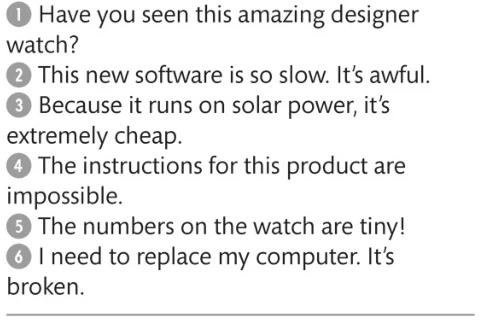 1 Have you seen this amazing designer
watch?
2 This new software is so slow. It's awful.
3 Because it runs on solar power, it's
extremely cheap.
4 The instructions for this product are
impossible.
5 The numbers on the watch are tiny!
6 I need to replace my computer. It's
broken.